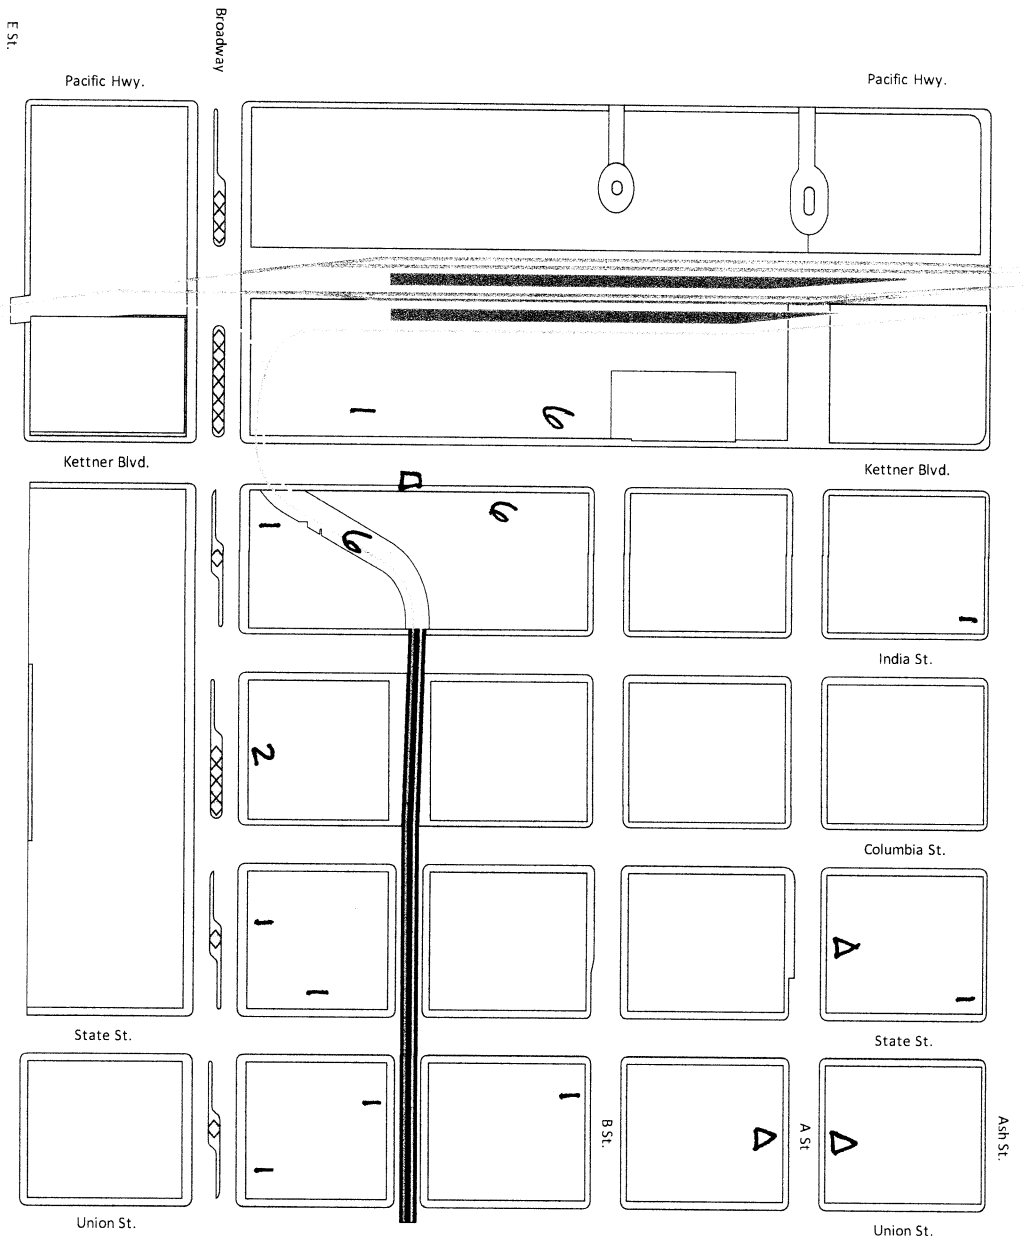 E St.
Broadway
Pacific Hwy.
Pacific Hwy.
1
6
Kettner Blvd.
Kettner Blvd.
6
1
6
1
India St.
2
Columbia St.
1
1
1
State St.
State St.
1
1
1
B St.
A St
Ash St.
Union St.
Union St.